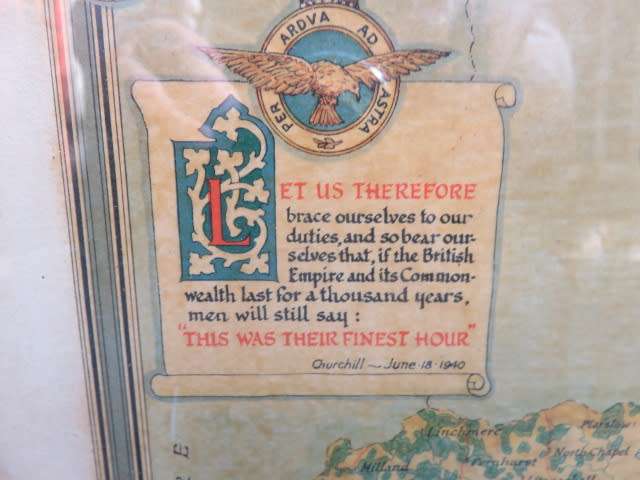 PER ARDVA AD ASTRA
LET US THEREFORE
brace ourselves to our
duties, and so bear our-
selves that, if the British
Empire and its Common-
wealth last for a thousand years,
men will still say:
"THIS WAS THEIR FINEST HOUR"
Churchill ~ June·18·1940
Linchmere
Plaistow
North Chapel
Milland
Fernhurst
E